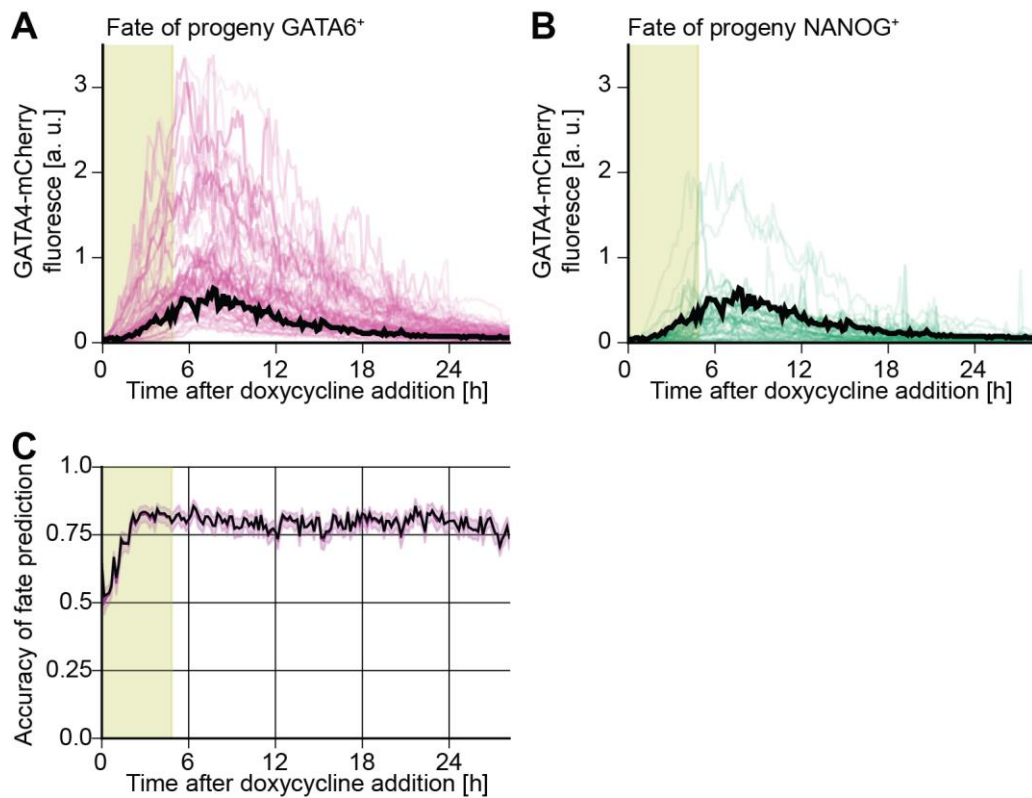 A Fate of progeny GATA6⁺
GATA4-mCherry
fluoresce [a. u.]
3
2
1
0
0 6 12 18 24
Time after doxycycline addition [h]
B Fate of progeny NANOG⁺
GATA4-mCherry
fluoresce [a. u.]
3
2
1
0
0 6 12 18 24
Time after doxycycline addition [h]
C
Accuracy of fate prediction
1.0
0.75
0.5
0.25
0.0
0 6 12 18 24
Time after doxycycline addition [h]